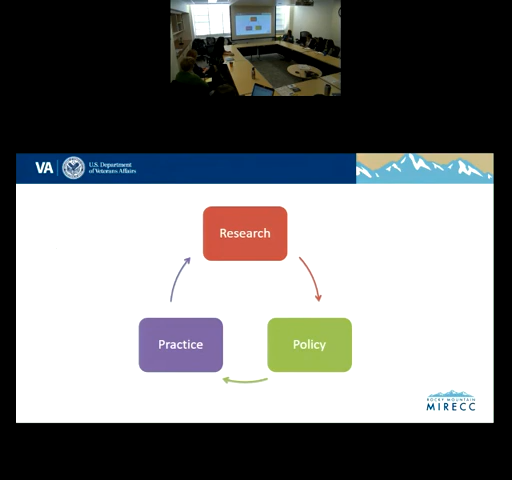 VA
U.S. Department
of Veterans Affairs
Research
Practice
Policy
ROCKY MOUNTAIN
MIRECC